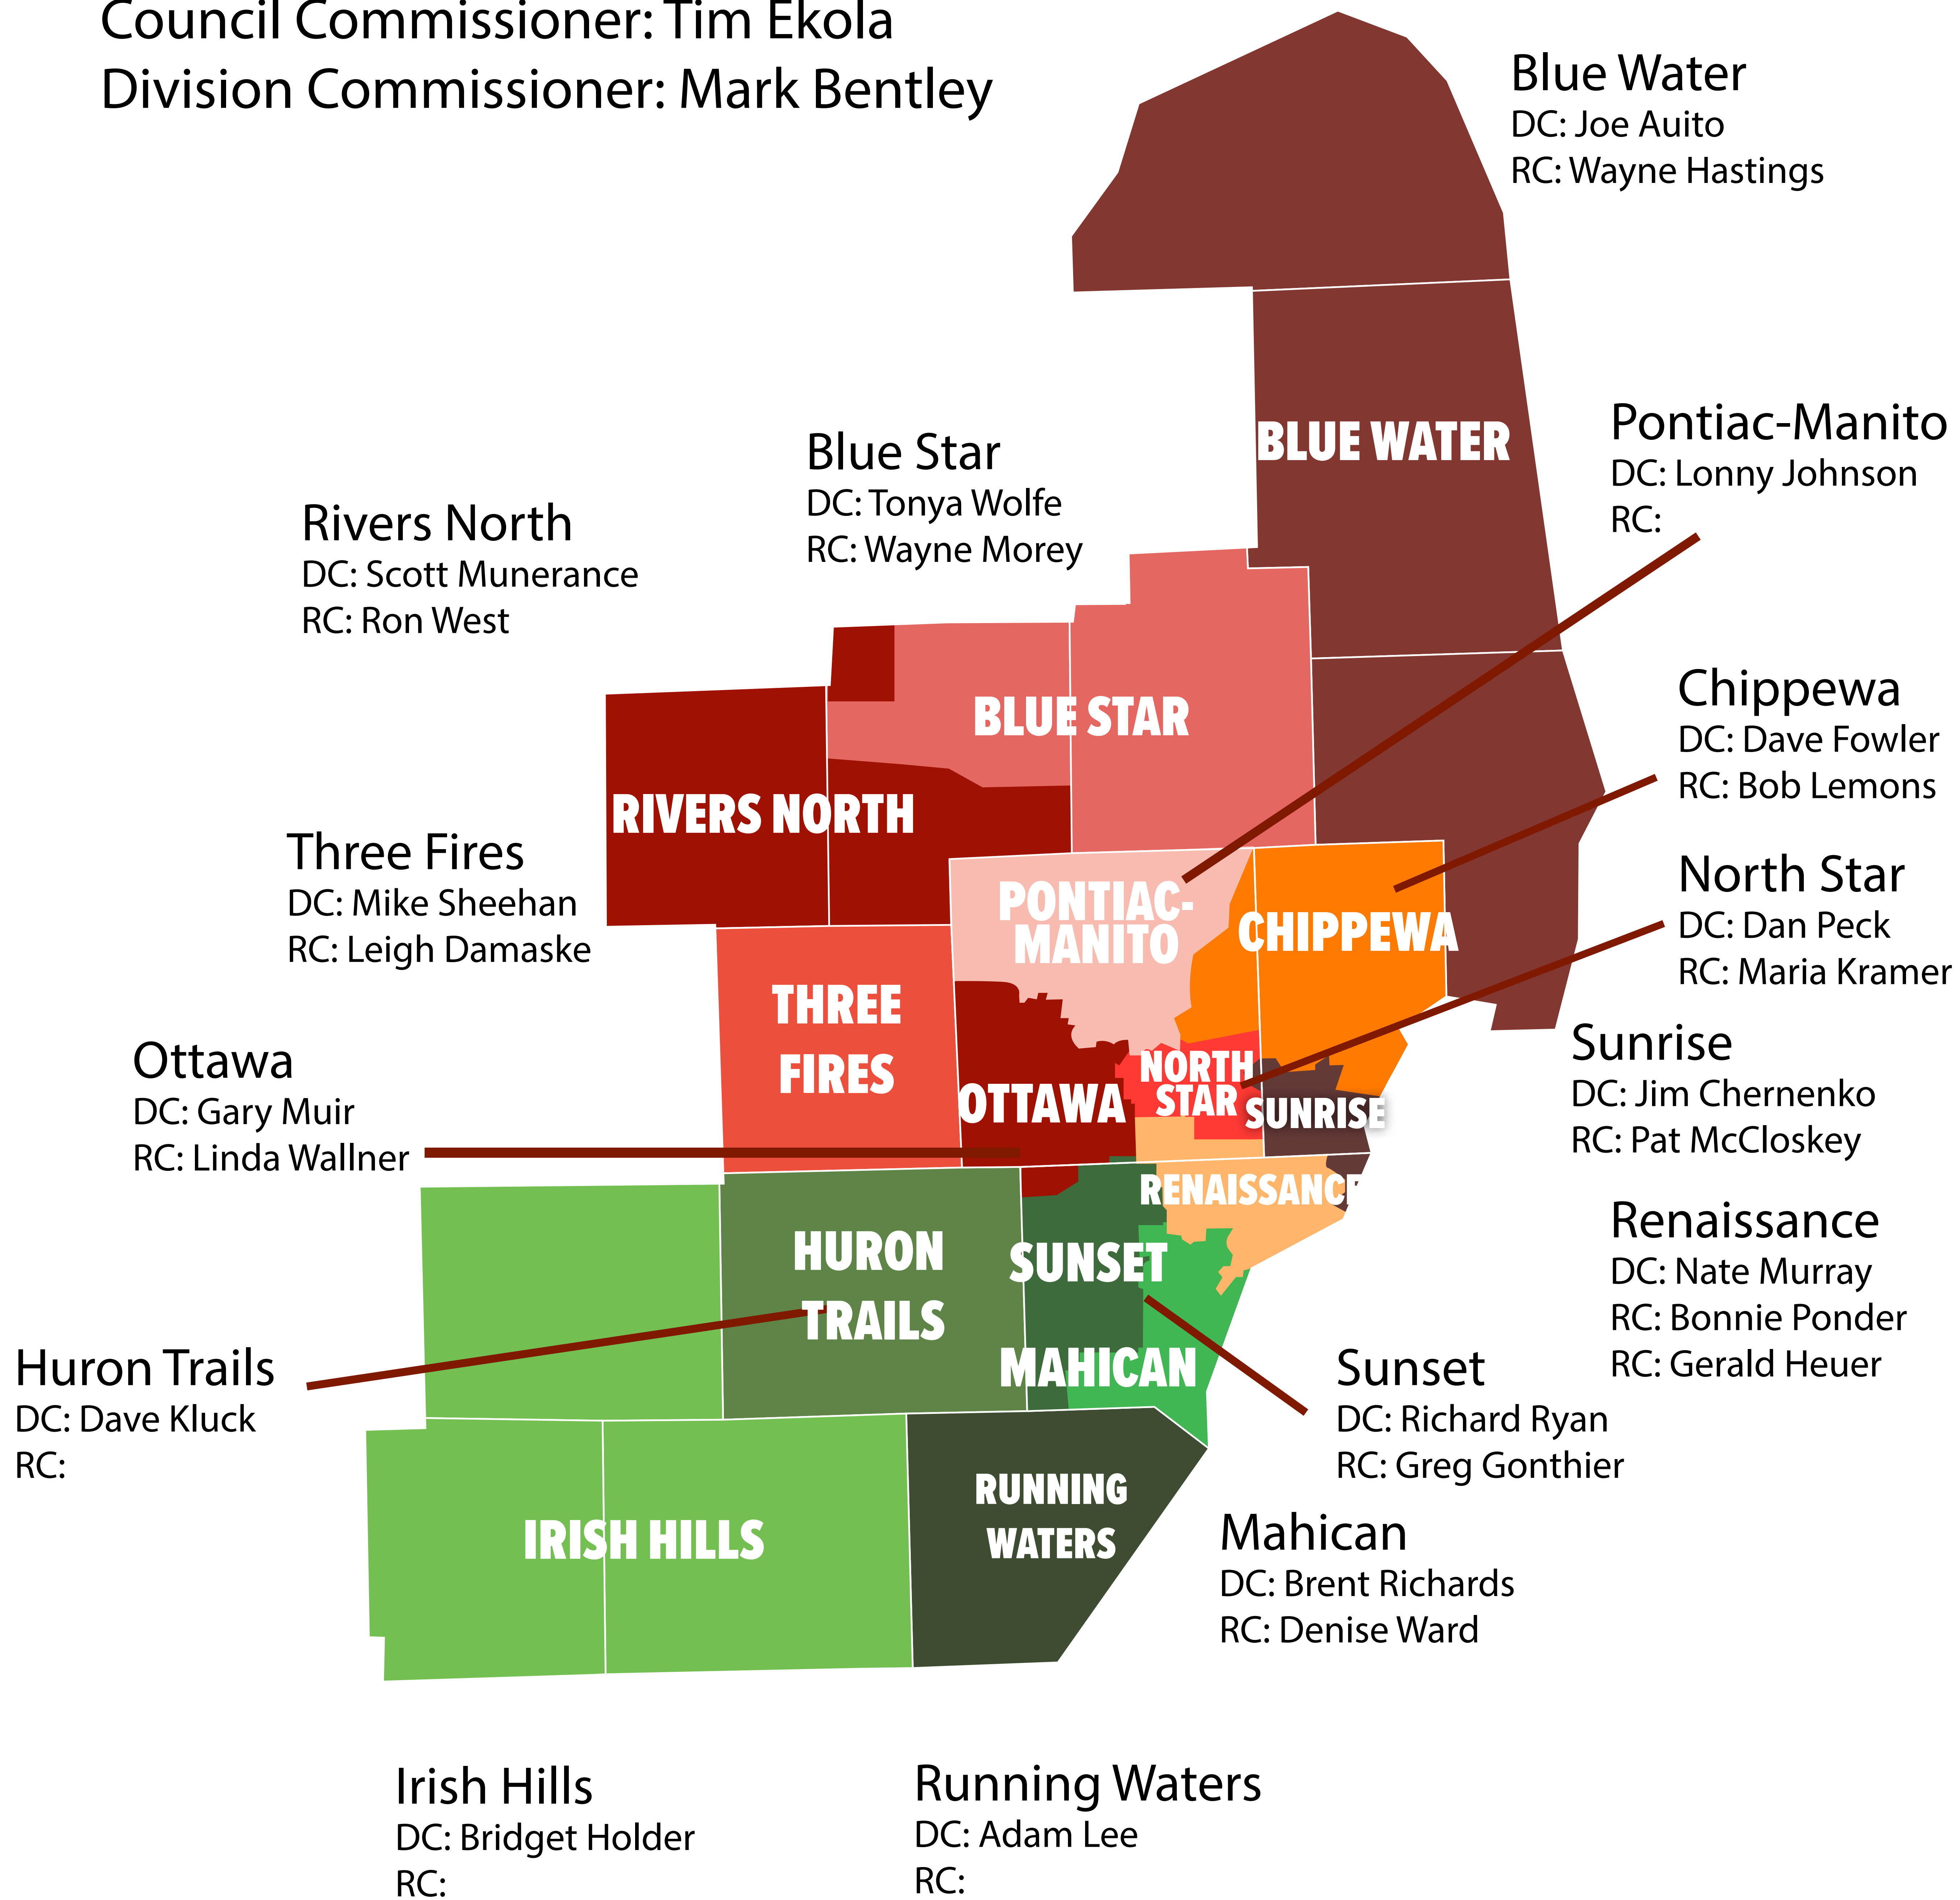 Council Commissioner: Tim Ekola
Division Commissioner: Mark Bentley
Blue Water
DC: Joe Auito
RC: Wayne Hastings
Pontiac-Manito
DC: Lonny Johnson
RC:
Blue Star
DC: Tonya Wolfe
RC: Wayne Morey
Rivers North
DC: Scott Munerance
RC: Ron West
Chippewa
DC: Dave Fowler
RC: Bob Lemons
Three Fires
DC: Mike Sheehan
RC: Leigh Damaske
North Star
DC: Dan Peck
RC: Maria Kramer
Ottawa
DC: Gary Muir
RC: Linda Wallner
Sunrise
DC: Jim Chernenko
RC: Pat McCloskey
Renaissance
DC: Nate Murray
RC: Bonnie Ponder
RC: Gerald Heuer
Huron Trails
DC: Dave Kluck
RC:
Sunset
DC: Richard Ryan
RC: Greg Gonthier
Mahican
DC: Brent Richards
RC: Denise Ward
Irish Hills
DC: Bridget Holder
RC:
Running Waters
DC: Adam Lee
RC:
BLUE WATER
BLUE STAR
RIVERS NORTH
PONTIAC-
MANITO
CHIPPEWA
THREE
FIRES
OTTAWA
NORTH
STAR
SUNRISE
RENAISSANCE
HURON
TRAILS
SUNSET
MAHICAN
RUNNING
WATERS
IRISH HILLS